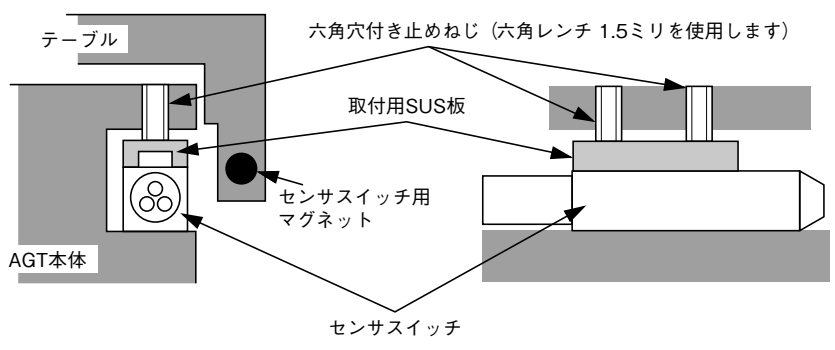 テーブル
六角穴付き止めねじ（六角レンチ 1.5ミリを使用します）
取付用SUS板
センサスイッチ用
マグネット
AGT本体
センサスイッチ